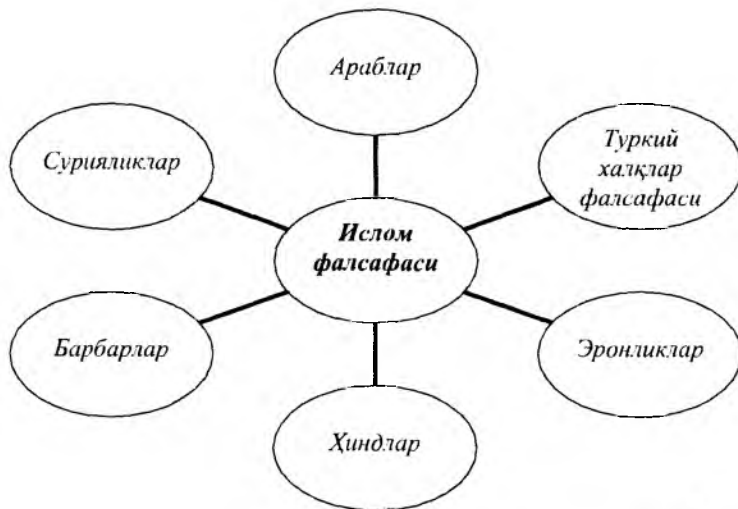 Араблар
Сурияликлар
Туркий
халқлар
фалсафаси
Ислом
фалсафаси
Барбарлар
Эронликлар
Ҳиндлар